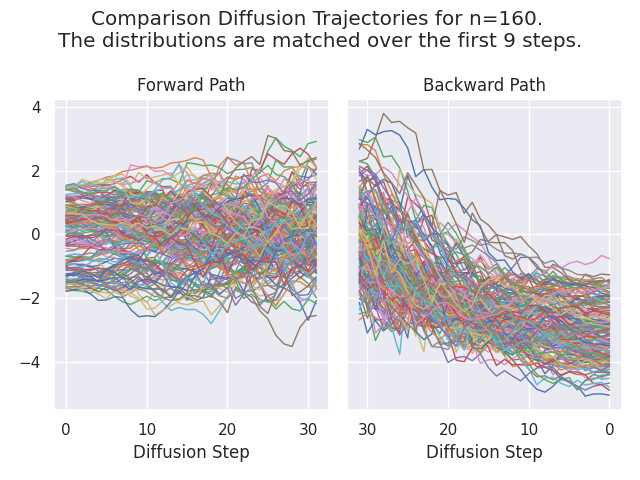 Comparison Diffusion Trajectories for n=160.
The distributions are matched over the first 9 steps.
Forward Path
Backward Path
4
2
0
−2
−4
0 10 20 30
30 20 10 0
Diffusion Step
Diffusion Step